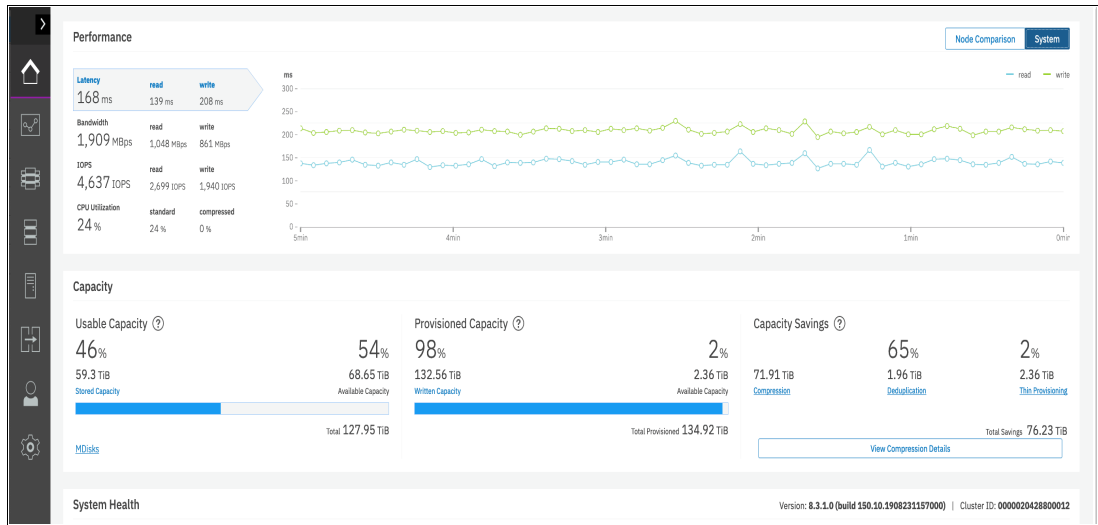 Performance
Node Comparison System
Latency read write
168 ms 139 ms 208 ms
Bandwidth read write
1,909 MBps 1,048 MBps 861 MBps
IOPS read write
4,637 IOPS 2,699 IOPS 1,940 IOPS
CPU Utilization standard compressed
24 % 24 % 0 %
ms
read write
300
250
200
150
100
50
0
5min 4min 3min 2min 1min 0min
Capacity
Usable Capacity ?
46% 54%
59.3 TiB 68.65 TiB
Stored Capacity Available Capacity
Total 127.95 TiB
MDisks
Provisioned Capacity ?
98% 2%
132.56 TiB 2.36 TiB
Written Capacity Available Capacity
Total Provisioned 134.92 TiB
Capacity Savings ?
65% 2%
71.91 TiB 1.96 TiB 2.36 TiB
Compression Deduplication Thin Provisioning
Total Savings 76.23 TiB
View Compression Details
System Health
Version: 8.3.1.0 (build 150.10.1908231157000) | Cluster ID: 0000020428800012